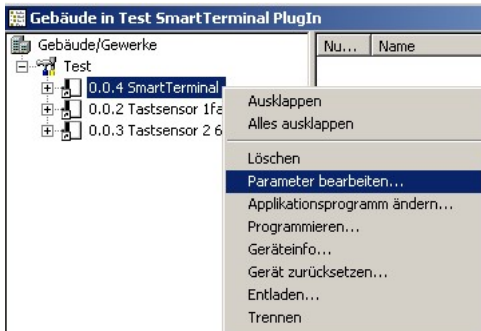 Gebäude in Test SmartTerminal PlugIn
Gebäude/Gewerke
Nu... Name
Test
0.0.4 SmartTerminal
0.0.2 Tastsensor 1fa
0.0.3 Tastsensor 2 6
Ausklappen
Alles ausklappen
Löschen
Parameter bearbeiten...
Applikationsprogramm ändern...
Programmieren...
Geräteinfo...
Gerät zurücksetzen...
Entladen...
Trennen